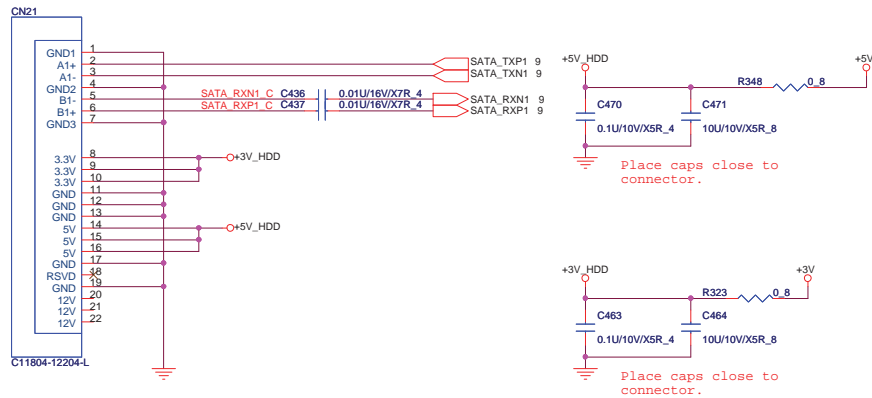 CN21
GND1 1
A1+ 2
A1- 3
GND2 4
B1- 5
B1+ 6
GND3 7
3.3V 8
3.3V 9
3.3V 10
GND 11
GND 12
GND 13
5V 14
5V 15
5V 16
GND 17
RSVD 18
GND 19
12V 20
12V 21
12V 22
C11804-12204-L
SATA_TXP1 9
SATA_TXN1 9
SATA_RXN1_C C436 0.01U/16V/X7R_4 SATA_RXN1 9
SATA_RXP1_C C437 0.01U/16V/X7R_4 SATA_RXP1 9
+3V_HDD
+5V_HDD
+5V_HDD +5V
R348 0_8
C470 C471
0.1U/10V/X5R_4 10U/10V/X5R_8
Place caps close to
connector.
+3V_HDD +3V
R323 0_8
C463 C464
0.1U/10V/X5R_4 10U/10V/X5R_8
Place caps close to
connector.